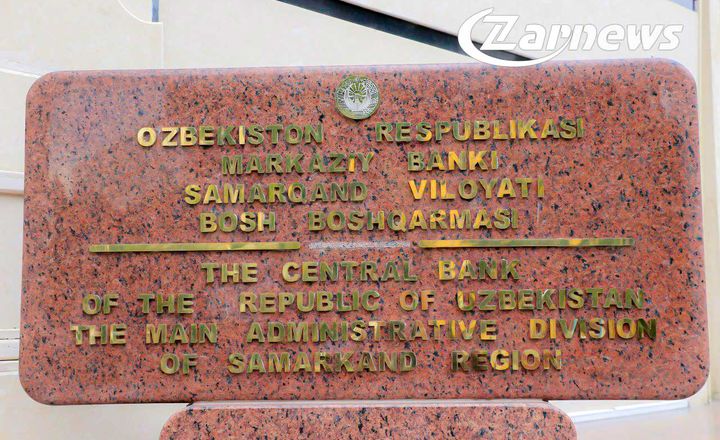 Zarnews
OZBEKISTON RESPUBLIKASI
MARKAZIY BANKI
SAMARQAND VILOYATI
BOSH BOSHQARMASI
THE CENTRAL BANK
OF THE REPUBLIC OF UZBEKISTAN
THE MAIN ADMINISTRATIVE DIVISION
OF SAMARKAND REGION